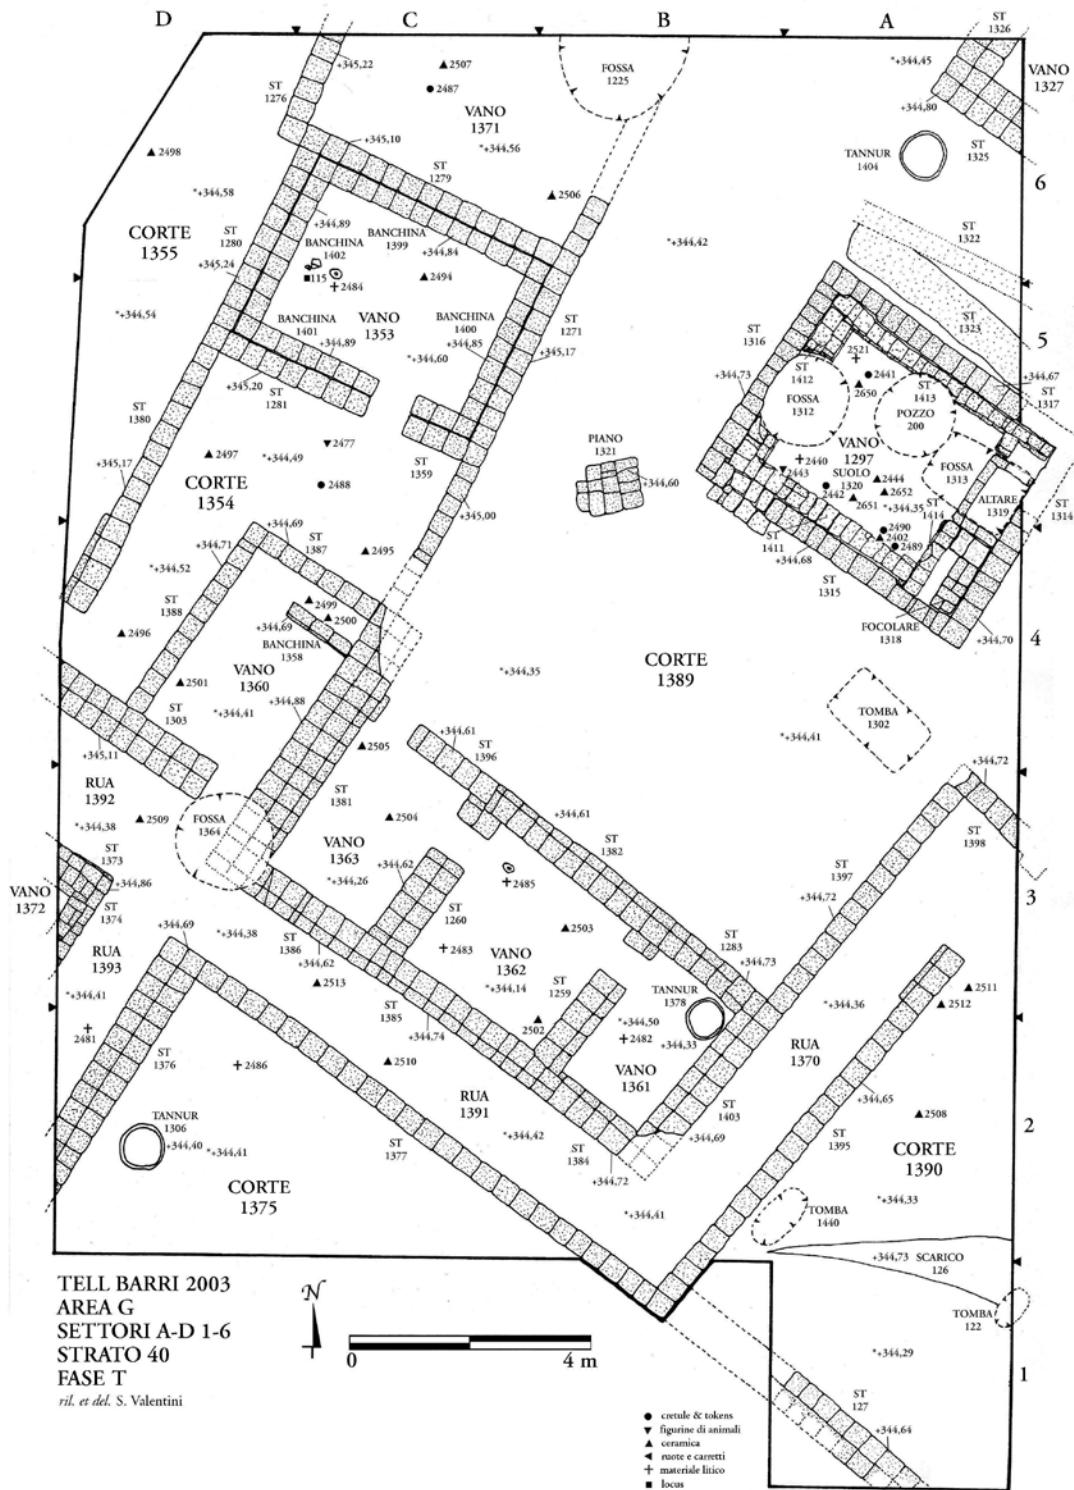 D
C
B
A
ST
1326
*+344,45
VANO
1327
+344,80
ST
1325
TANNUR
1404
6
+345,22
2507
2487
FOSSA
1225
ST
1276
VANO
1371
*+344,56
+345,10
ST
1279
2498
*+344,58
2506
*+344,42
ST
1322
CORTE
1355
ST
1280
+345,24
+344,89
BANCHINA
1402
BANCHINA
1399
+344,84
115
2484
2494
*+344,54
BANCHINA
1401
+344,89
VANO
1353
BANCHINA
1400
+344,85
*+344,60
ST
1271
+345,17
ST
1316
ST
1323
5
+345,20
ST
1281
+344,73
2521
ST
1412
2441
2650
ST
1413
+344,67
ST
1317
FOSSA
1312
POZZO
200
ST
1380
2477
2497
*+344,49
ST
1359
PIANO
1321
+344,60
VANO
1297
2440
2443
SUOLO
1320
2442
2444
2652
2651
*+344,35
FOSSA
1313
ALTARE
1319
ST
1314
+345,17
CORTE
1354
2488
+345,00
ST
1414
2490
2402
2489
ST
1411
+344,68
ST
1315
+344,69
ST
1387
+344,71
2495
*+344,52
ST
1388
FOCOLARE
1318
+344,70
4
2499
2500
+344,69
BANCHINA
1358
2496
CORTE
1389
*+344,35
VANO
1360
2501
+344,88
*+344,41
ST
1303
TOMBA
1302
*+344,41
+345,11
+344,61
ST
1396
2505
+344,72
RUA
1392
ST
1381
2509
*+344,38
FOSSA
1364
2504
+344,61
ST
1382
ST
1398
VANO
1363
*+344,26
+344,62
ST
1397
ST
1373
+344,86
VANO
1372
ST
1374
2485
+344,72
3
ST
1260
+344,69
*+344,38
ST
1386
+344,62
2483
2503
RUA
1393
VANO
1362
*+344,14
ST
1283
+344,73
2513
ST
1259
TANNUR
1378
2511
2512
*+344,41
2481
ST
1385
+344,74
2502
*+344,50
2482
+344,33
*+344,36
ST
1376
2486
2510
VANO
1361
RUA
1370
RUA
1391
+344,65
TANNUR
1306
+344,40
*+344,41
ST
1377
*+344,42
ST
1384
+344,72
ST
1403
+344,69
ST
1395
2508
2
CORTE
1390
CORTE
1375
*+344,41
*+344,33
TOMBA
1440
+344,73
SCARICO
126
TOMBA
122
TELL BARRI 2003
AREA G
SETTORI A-D 1-6
STRATO 40
FASE T
ril. et del. S. Valentini
N
0
4 m
*+344,29
1
ST
127
+344,64
cretule & tokens
figurine di animali
ceramica
ruote e carretti
materiale litico
locus